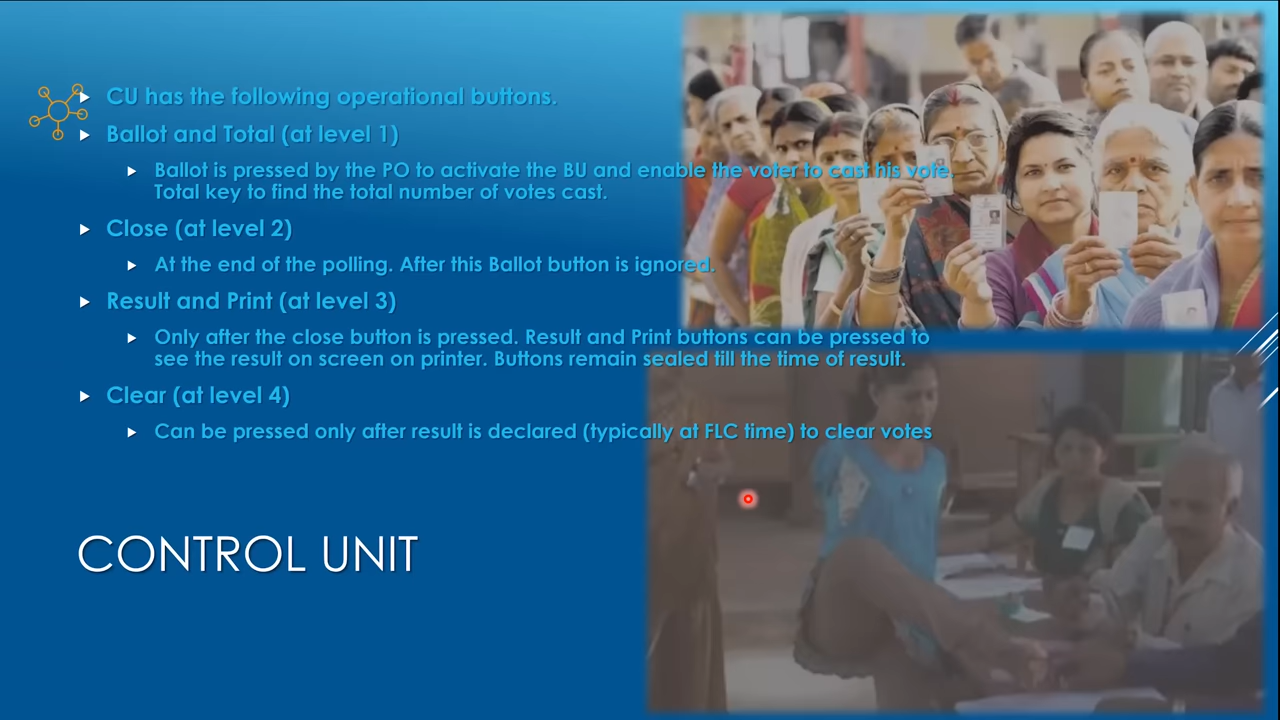 CU has the following operational buttons.
Ballot and Total (at level 1)
Ballot is pressed by the PO to activate the BU and enable the voter to cast his vote.
Total key to find the total number of votes cast.
Close (at level 2)
At the end of the polling. After this Ballot button is ignored.
Result and Print (at level 3)
Only after the close button is pressed. Result and Print buttons can be pressed to
see the result on screen on printer. Buttons remain sealed till the time of result.
Clear (at level 4)
Can be pressed only after result is declared (typically at FLC time) to clear votes
CONTROL UNIT